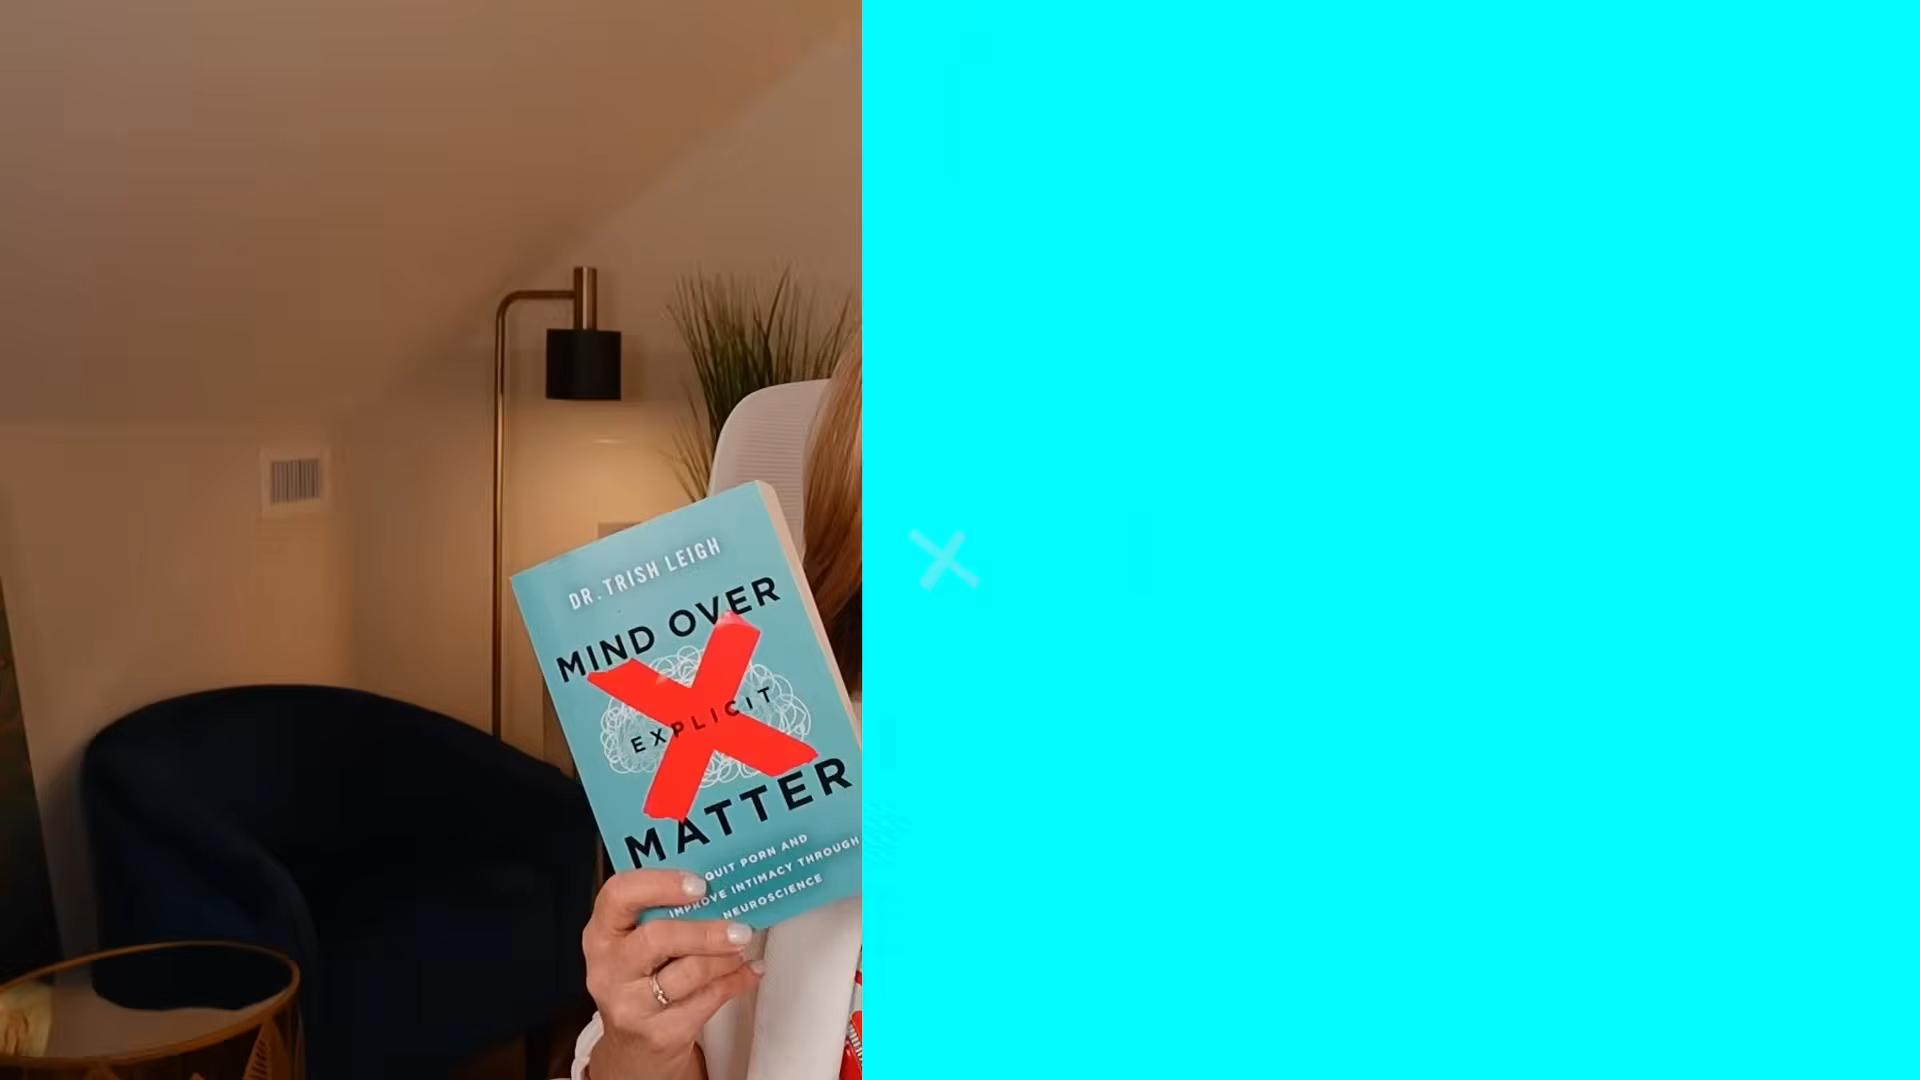 DR. TRISH LEIGH
MIND OVER
EXPLICIT
MATTER
QUIT PORN AND
IMPROVE INTIMACY THROUGH
NEUROSCIENCE